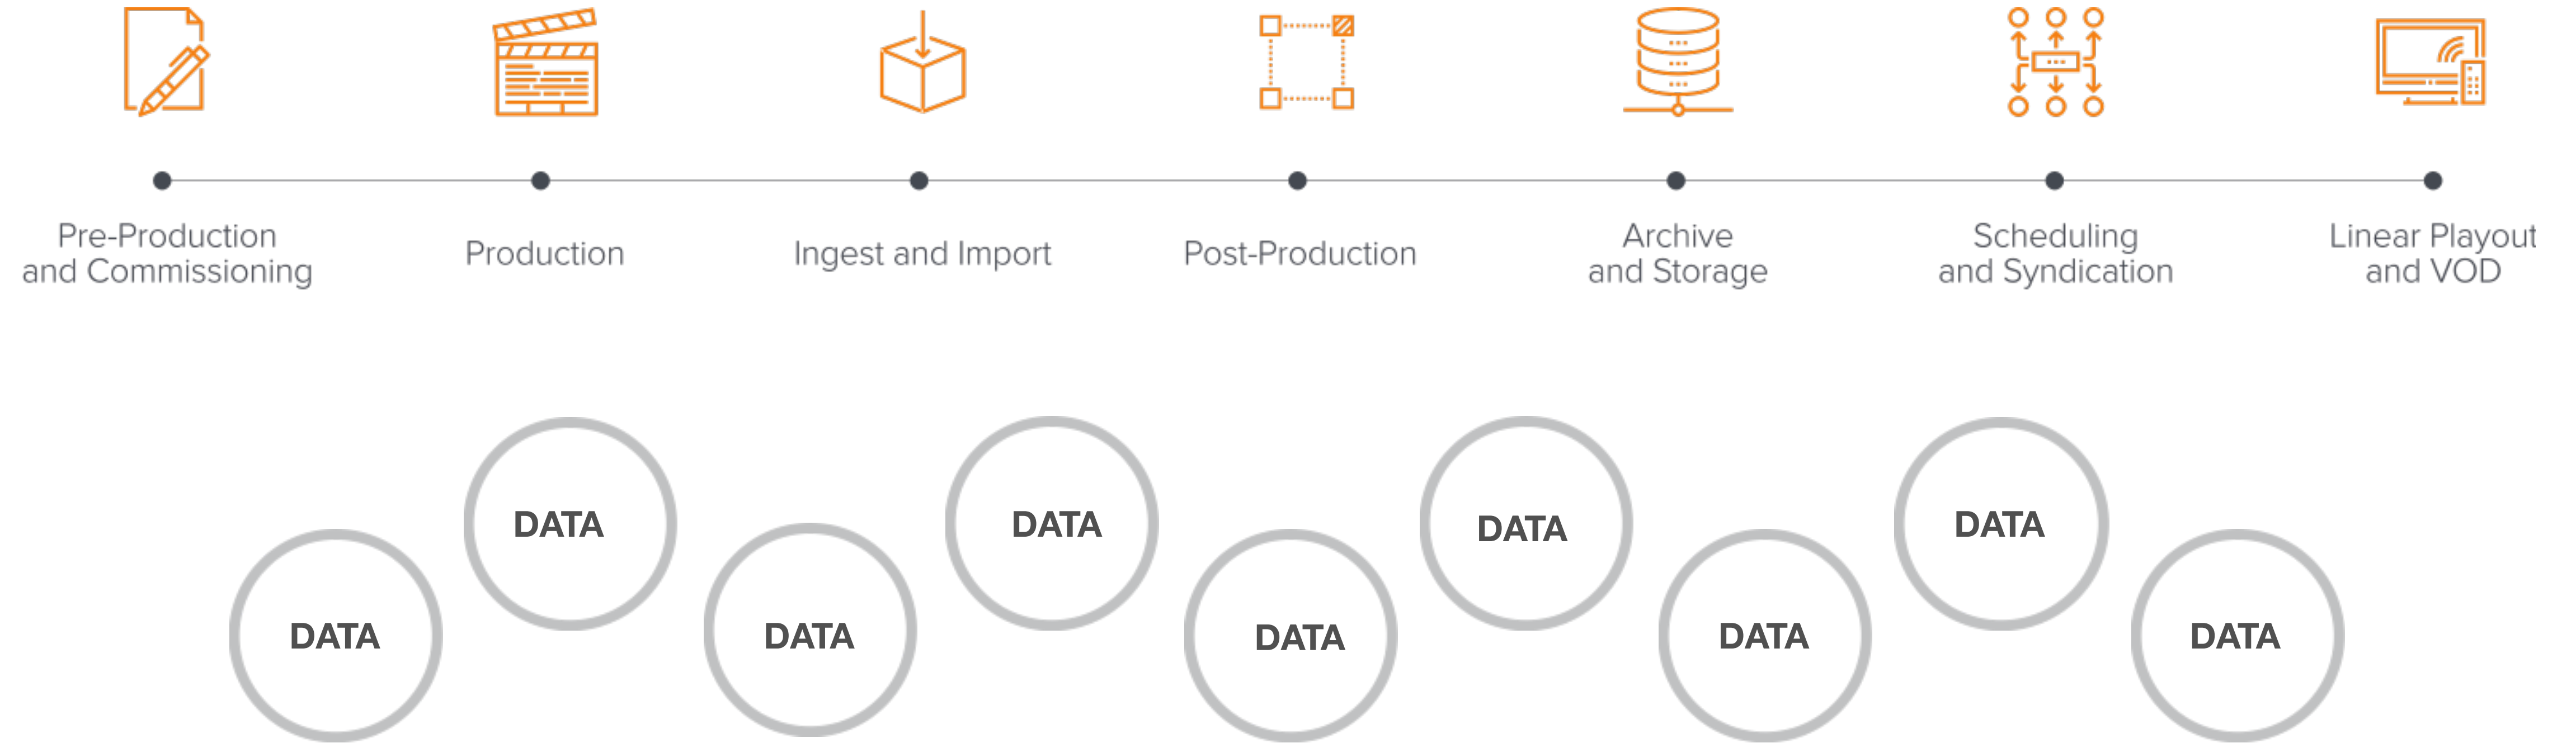 Pre-Production
and Commissioning
Production
Ingest and Import
Post-Production
Archive
and Storage
Scheduling
and Syndication
Linear Playout
and VOD
DATA
DATA
DATA
DATA
DATA
DATA
DATA
DATA
DATA